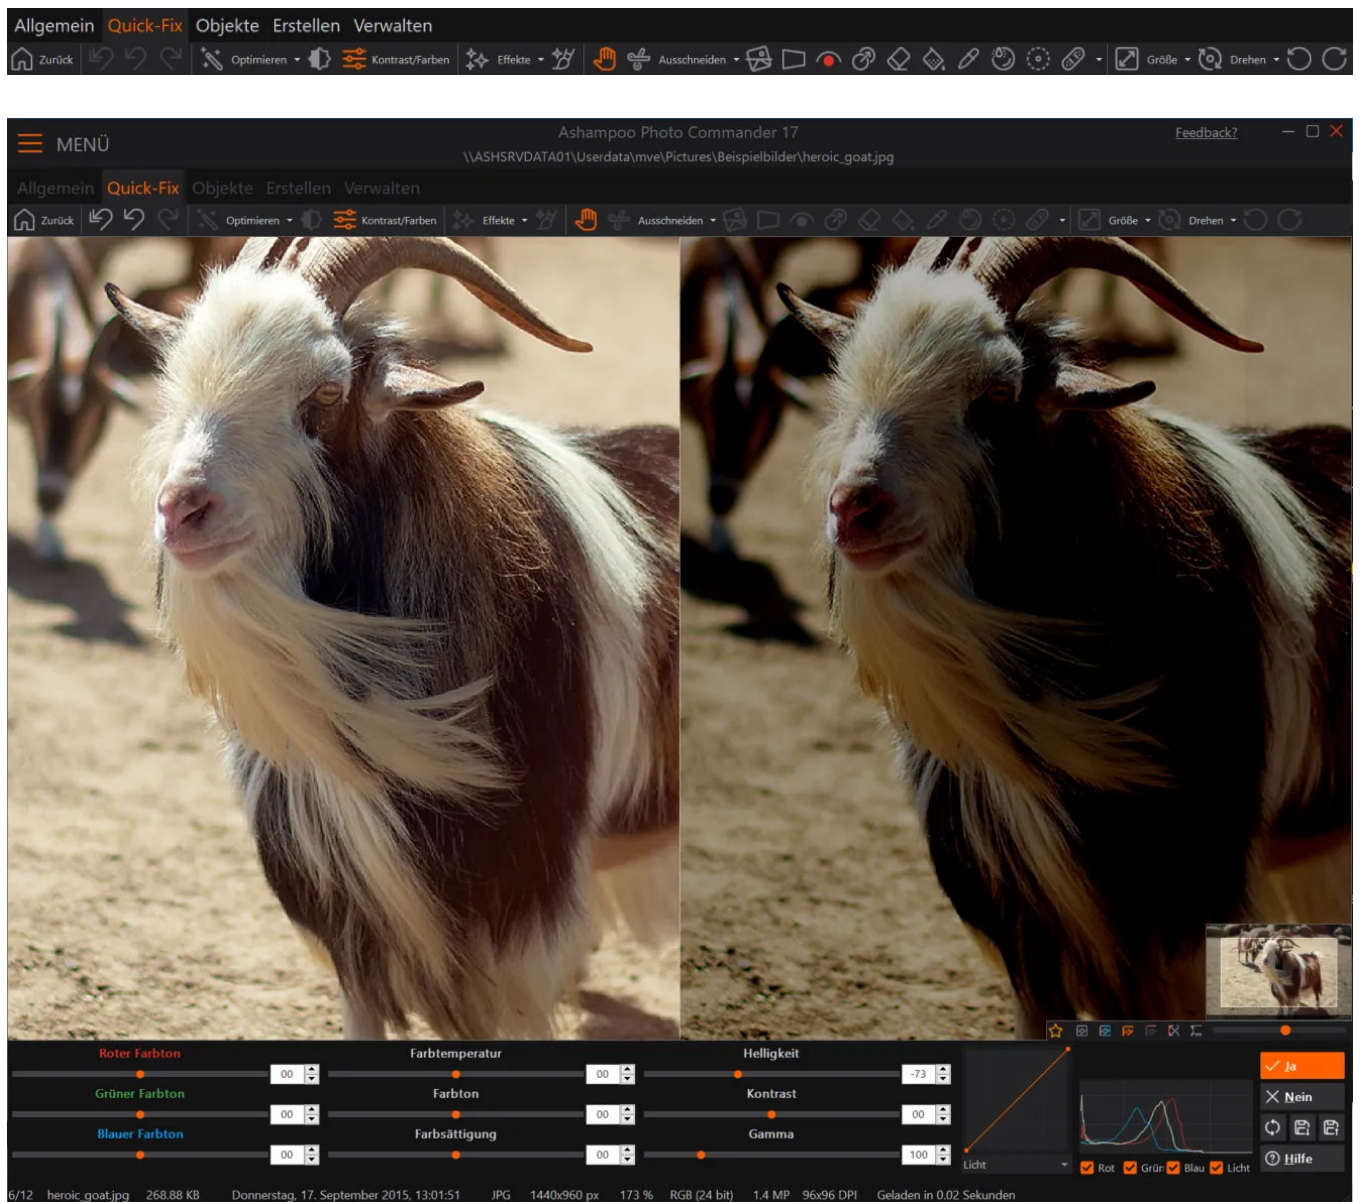 Allgemein Quick-Fix Objekte Erstellen Verwalten
Zurück Optimieren Kontrast/Farben Effekte Ausschneiden Größe Drehen
MENÜ
Ashampoo Photo Commander 17
Feedback?
\\ASHSRVDATA01\Userdata\mve\Pictures\Beispielbilder\heroic_goat.jpg
Allgemein Quick-Fix Objekte Erstellen Verwalten
Zurück Optimieren Kontrast/Farben Effekte Ausschneiden Größe Drehen
Roter Farbton Farbtemperatur Helligkeit
00 00 -73
Grüner Farbton Farbton Kontrast
00 00 00
Blauer Farbton Farbsättigung Gamma
00 00 100
Licht
Rot Grür Blau Licht
Ja
Nein
Hilfe
6/12 heroic_goat.jpg 268.88 KB Donnerstag, 17. September 2015, 13:01:51 JPG 1440x960 px 173 % RGB (24 bit) 1.4 MP 96x96 DPI Geladen in 0.02 Sekunden